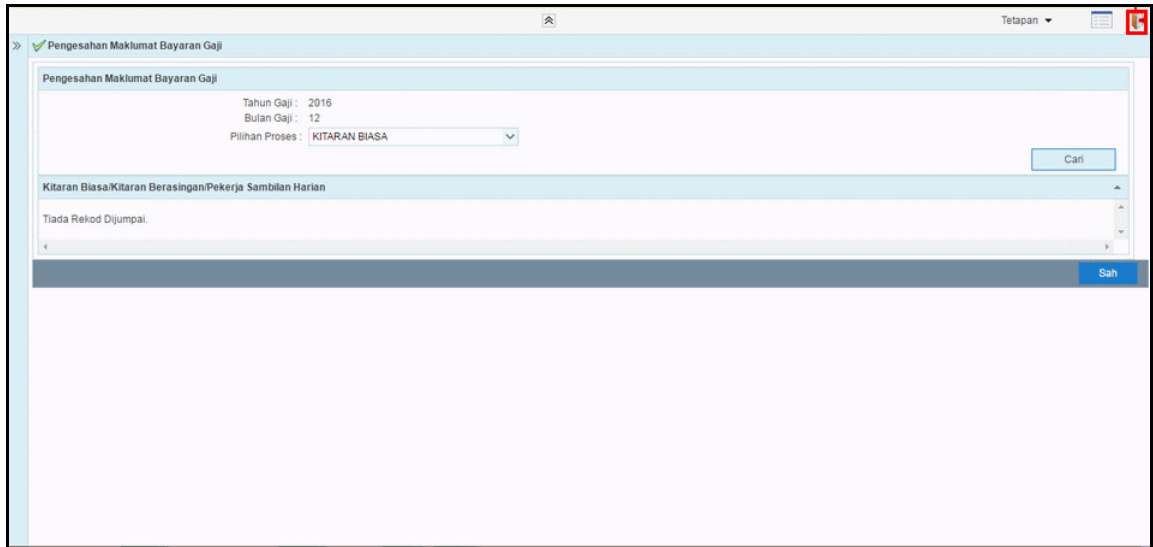 Tetapan
Pengesahan Maklumat Bayaran Gaji
Pengesahan Maklumat Bayaran Gaji
Tahun Gaji : 2016
Bulan Gaji : 12
Pilihan Proses : KITARAN BIASA
Cari
Kitaran Biasa/Kitaran Berasingan/Pekerja Sambilan Harian
Tiada Rekod Dijumpai.
Sah